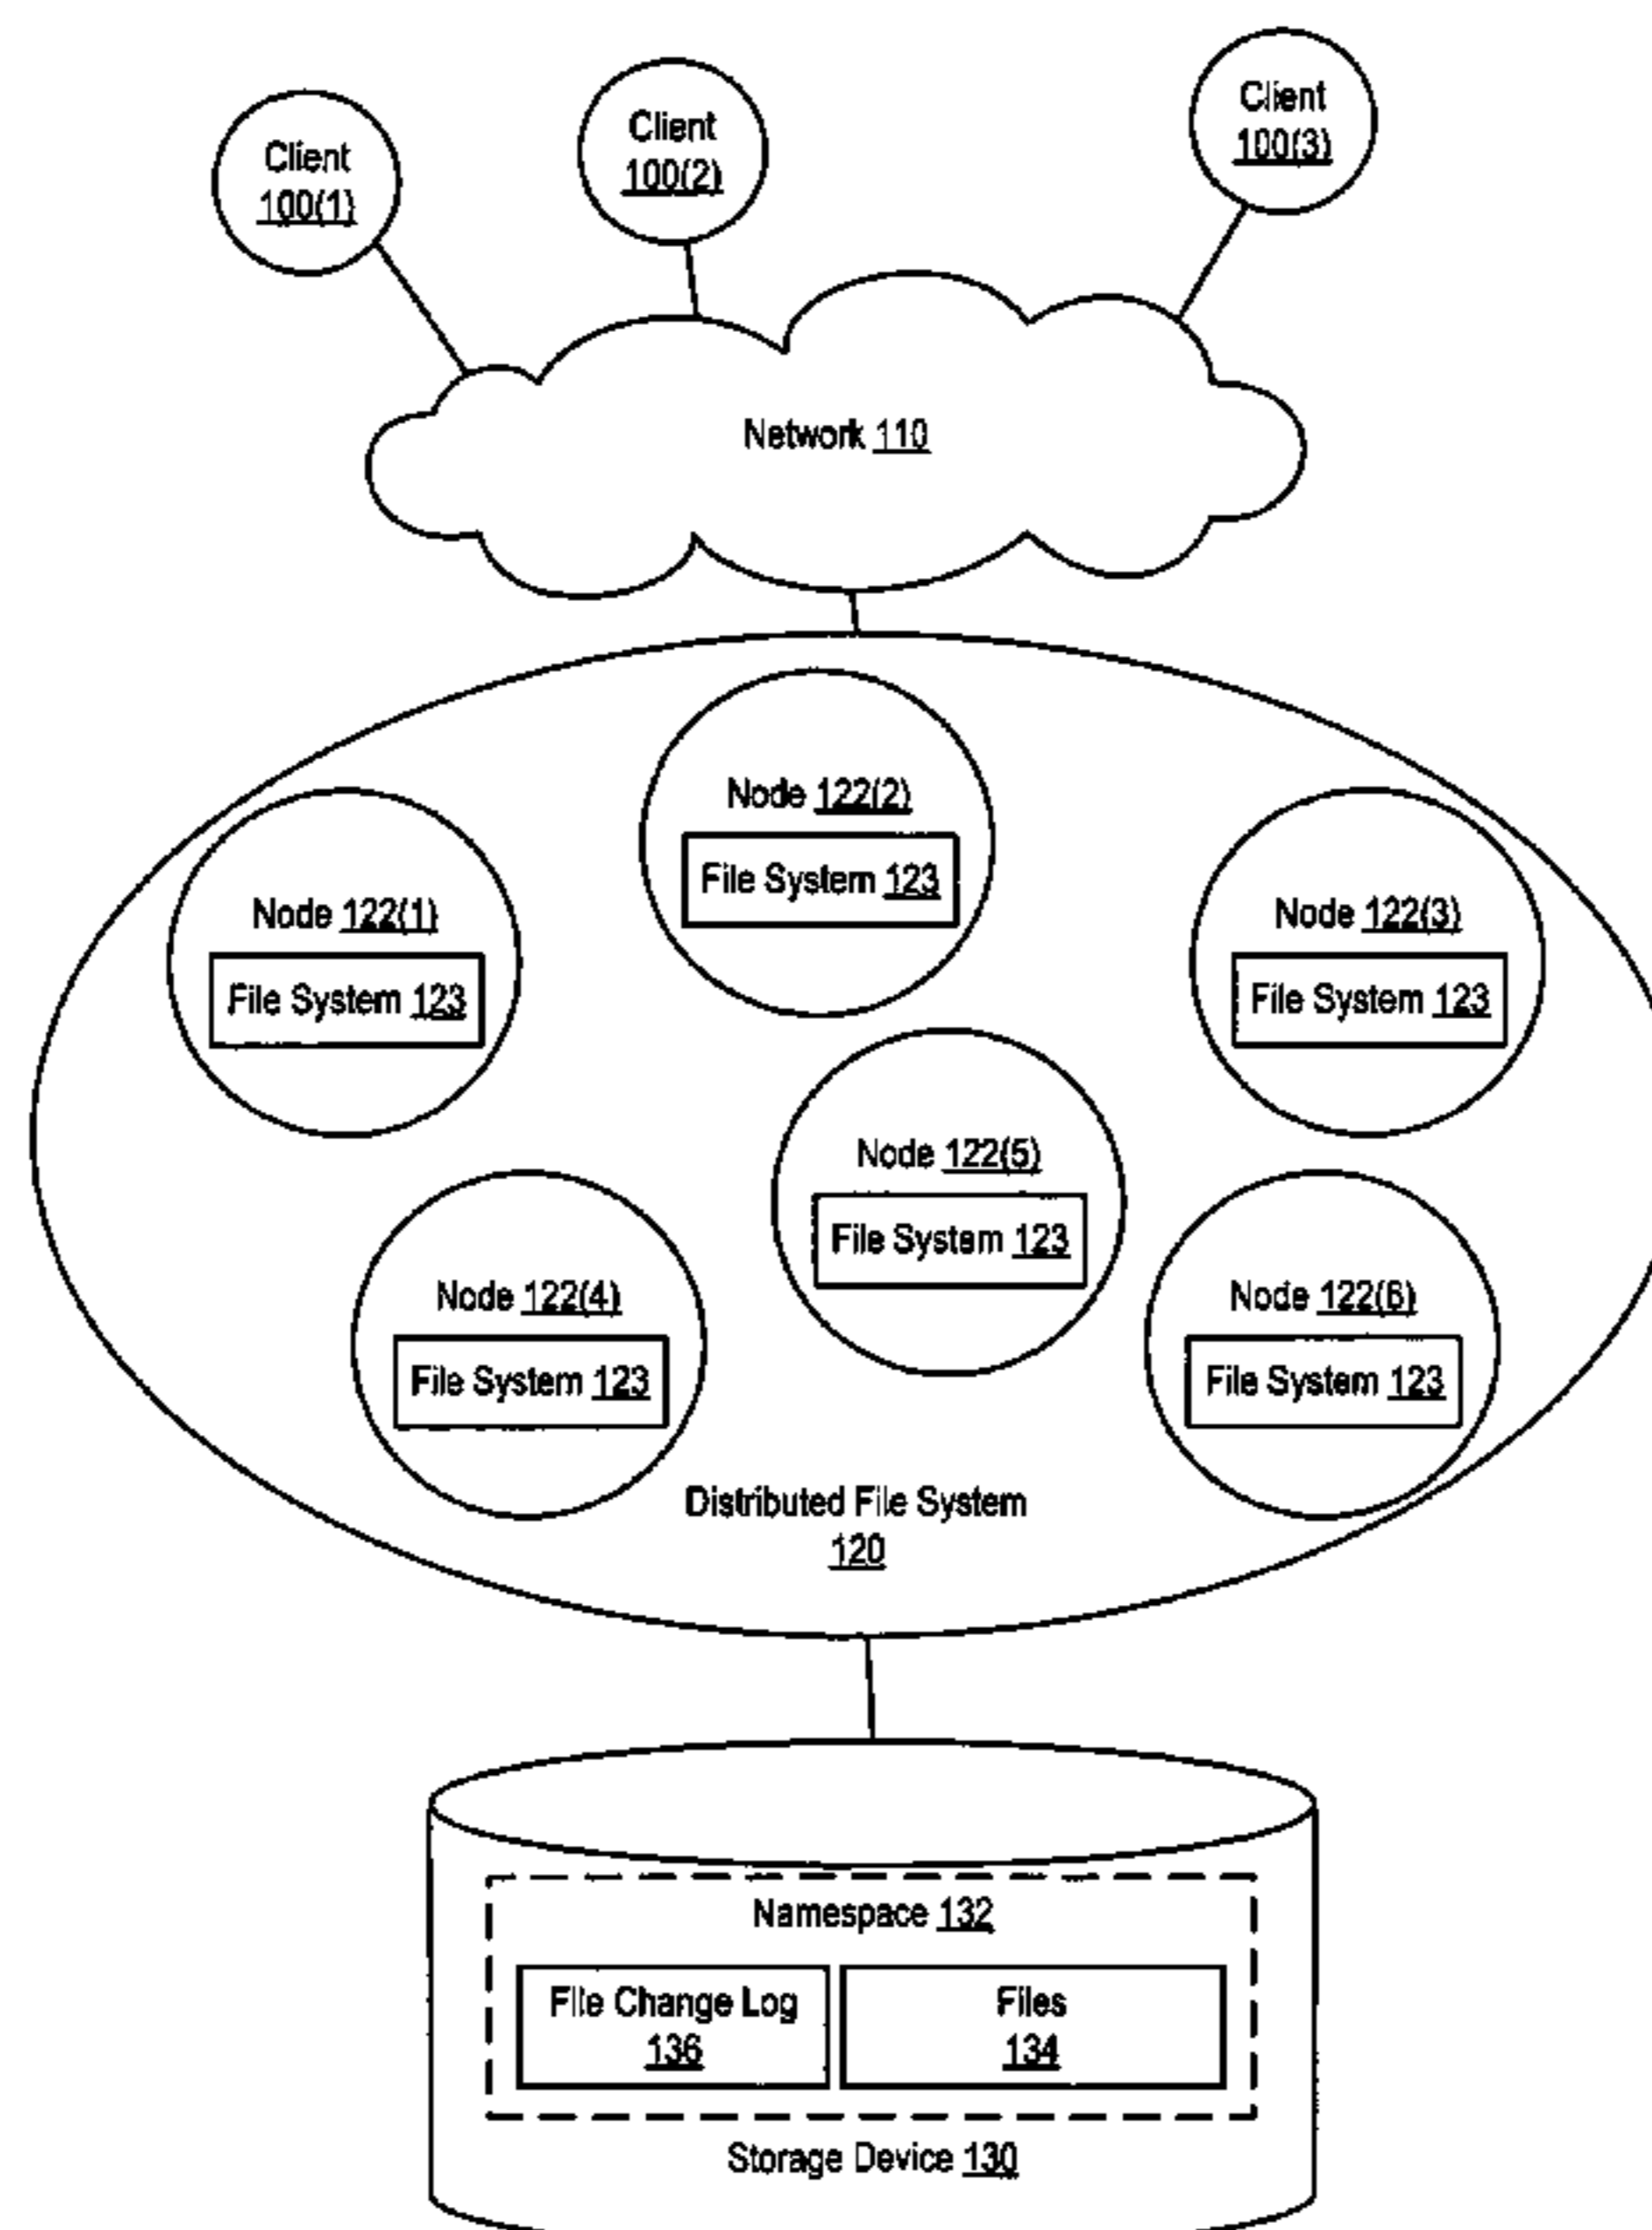 Client
100(1)
Client
100(2)
Client
100(3)
Network 110
Node 122(1)
File System 123
Node 122(2)
File System 123
Node 122(3)
File System 123
Node 122(4)
File System 123
Node 122(5)
File System 123
Node 122(6)
File System 123
Distributed File System
120
Namespace 132
File Change Log
136
Files
134
Storage Device 130